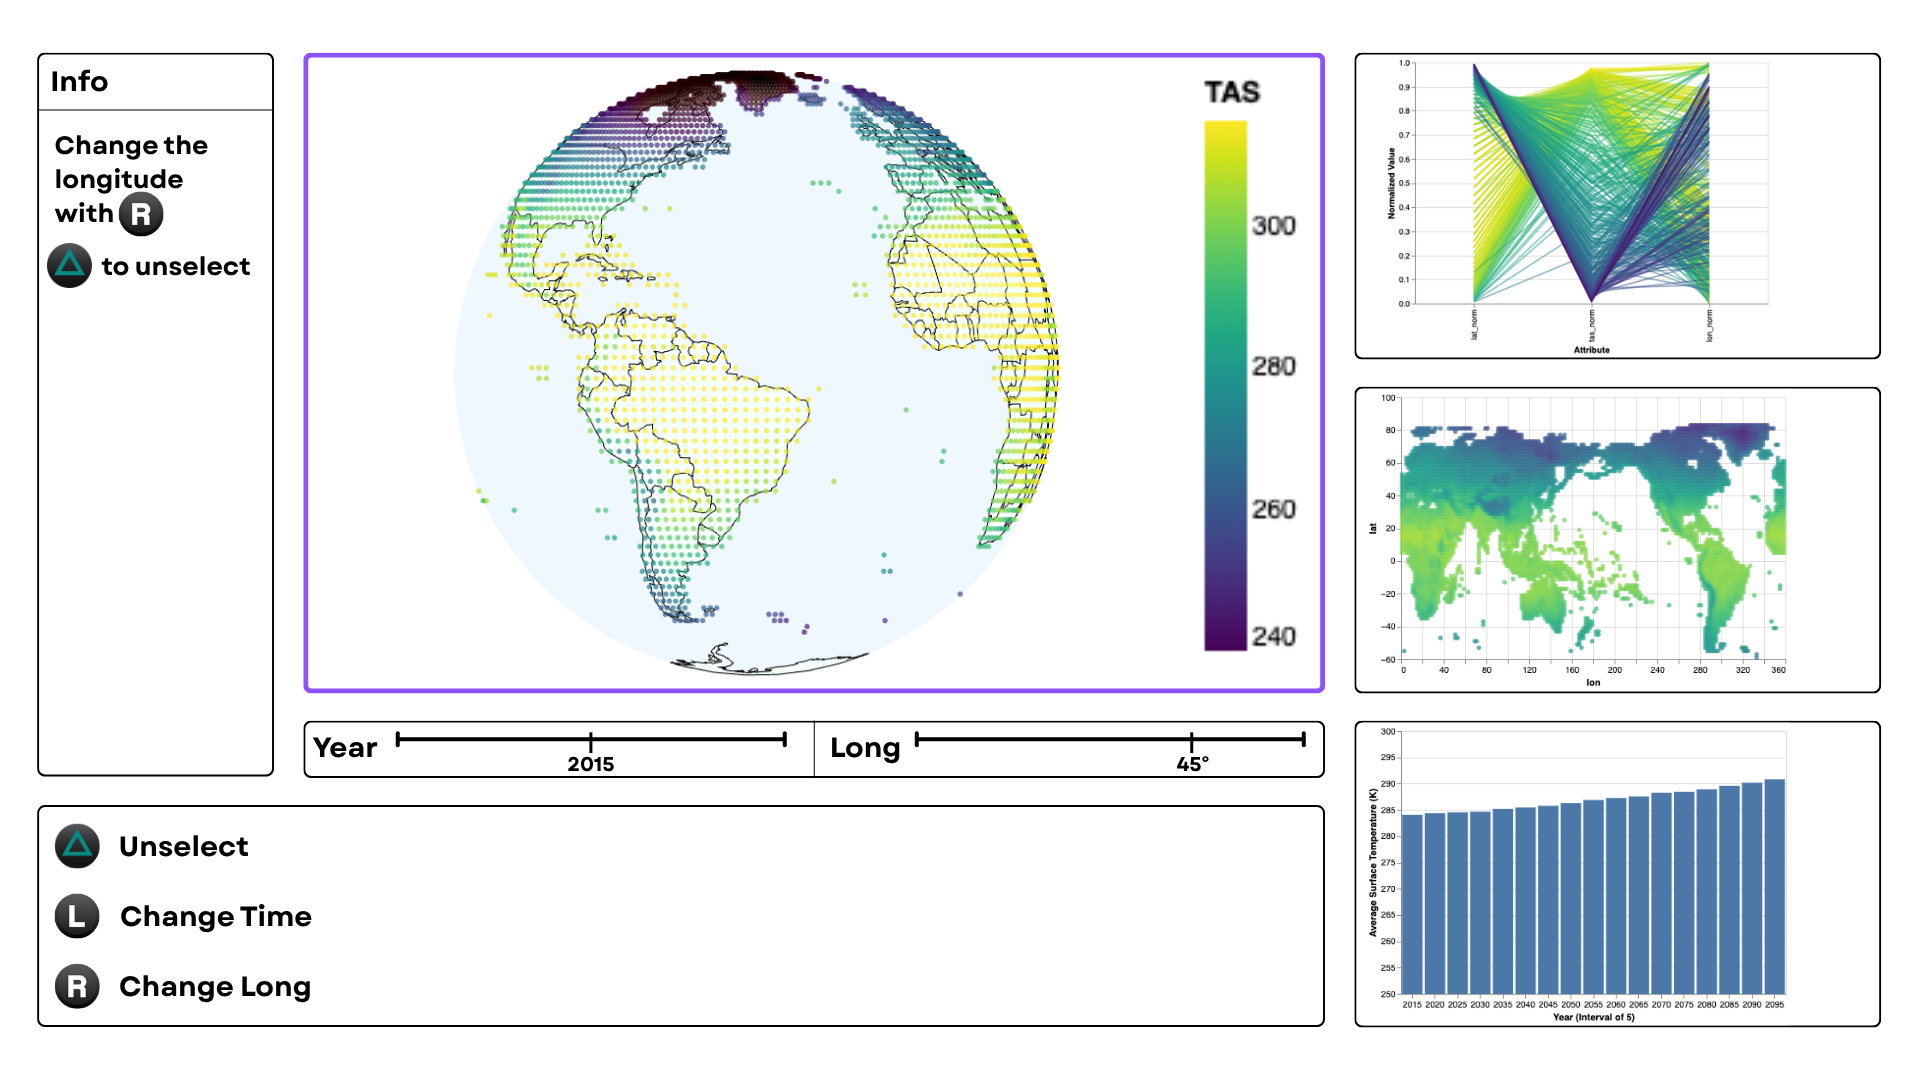 Info
Change the
longitude
with R
to unselect
TAS
300
280
260
240
Year
2015
Long
45°
Unselect
L Change Time
R Change Long
1.0
0.9
0.8
0.7
0.6
0.5
0.4
0.3
0.2
0.1
0.0
Normalized Value
lat_norm
tas_norm
lon_norm
Attribute
100
80
60
40
20
0
−20
−40
−60
lat
0 40 80 120 160 200 240 280 320 360
lon
300
295
290
285
280
275
270
265
260
255
250
Average Surface Temperature (K)
2015 2020 2025 2030 2035 2040 2045 2050 2055 2060 2065 2070 2075 2080 2085 2090 2095
Year (Interval of 5)